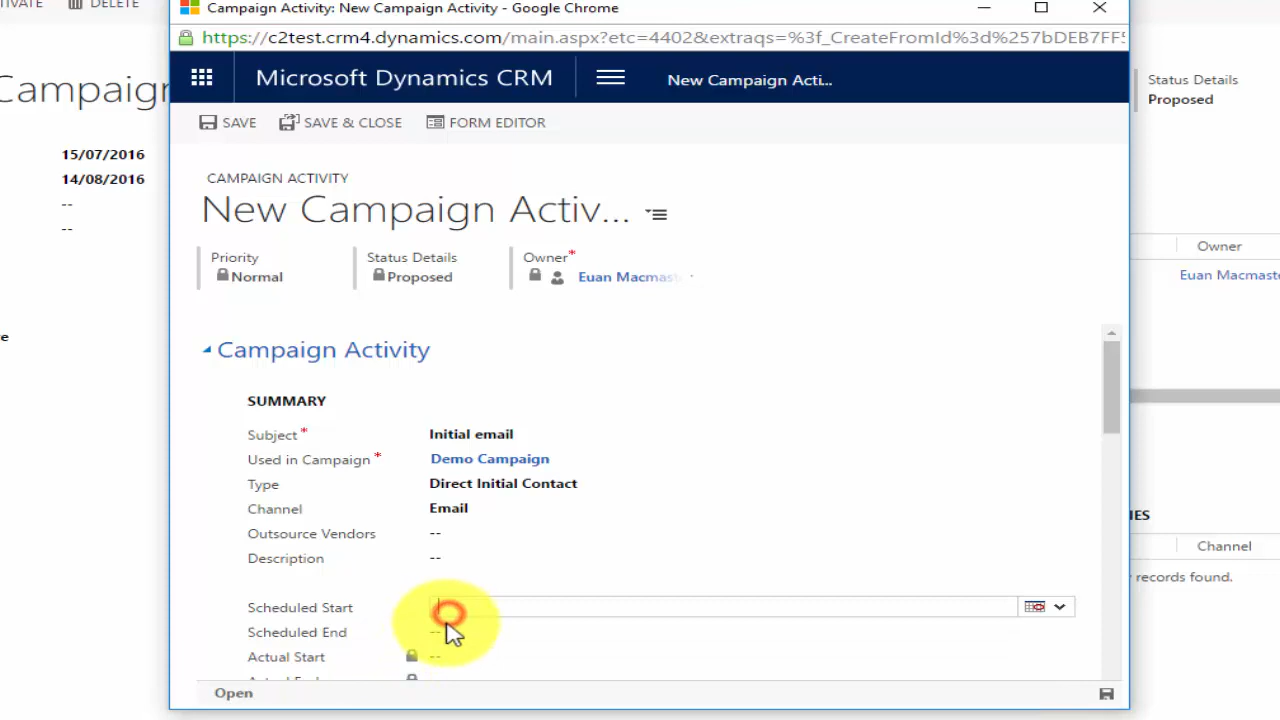 Campaign Activity: New Campaign Activity - Google Chrome
DELETE
https://c2test.crm4.dynamics.com/main.aspx?etc=4402&extraqs=%3f_CreateFromId%3d%257bDEB7FF5
Microsoft Dynamics CRM
New Campaign Acti...
Campaign
Status Details
Proposed
SAVE
SAVE & CLOSE
FORM EDITOR
15/07/2016
14/08/2016
--
--
CAMPAIGN ACTIVITY
New Campaign Activ...
Priority
Normal
Status Details
Proposed
Owner*
Euan Macmast
Owner
Euan Macmaste
Campaign Activity
SUMMARY
Subject * Initial email
Used in Campaign * Demo Campaign
Type Direct Initial Contact
Channel Email
Outsource Vendors --
Description --
Scheduled Start
Scheduled End --
Actual Start --
IES
Channel
records found.
Open